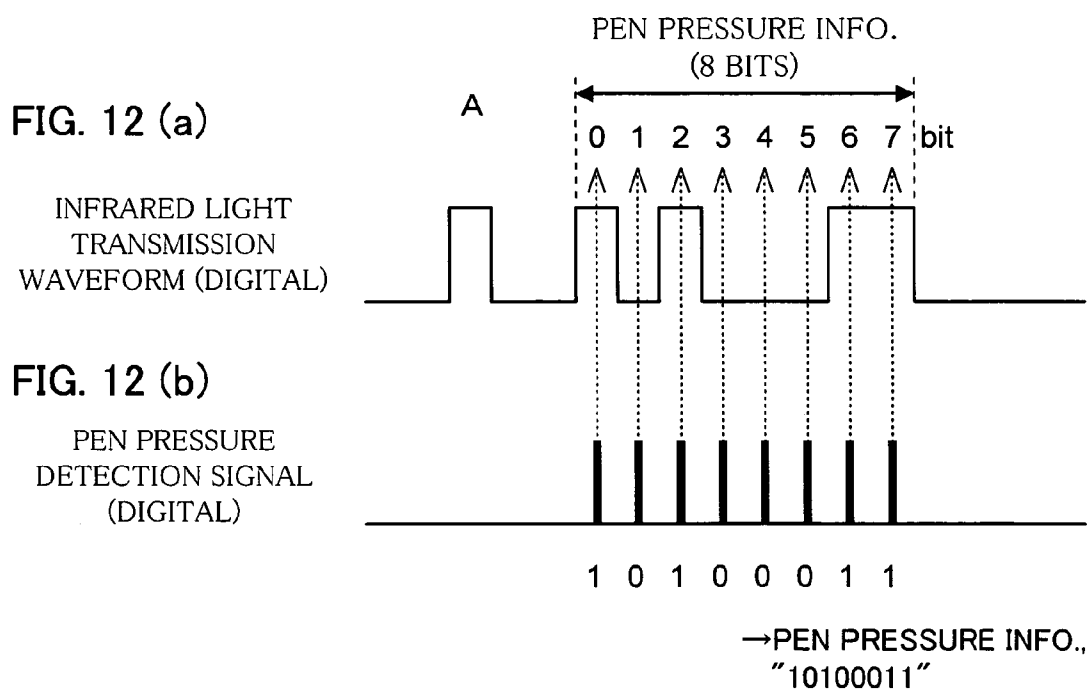 PEN PRESSURE INFO.
(8 BITS)
FIG. 12 (a)
A
0 1 2 3 4 5 6 7 bit
INFRARED LIGHT
TRANSMISSION
WAVEFORM (DIGITAL)
FIG. 12 (b)
PEN PRESSURE
DETECTION SIGNAL
(DIGITAL)
1 0 1 0 0 0 1 1
→PEN PRESSURE INFO.,
"10100011"